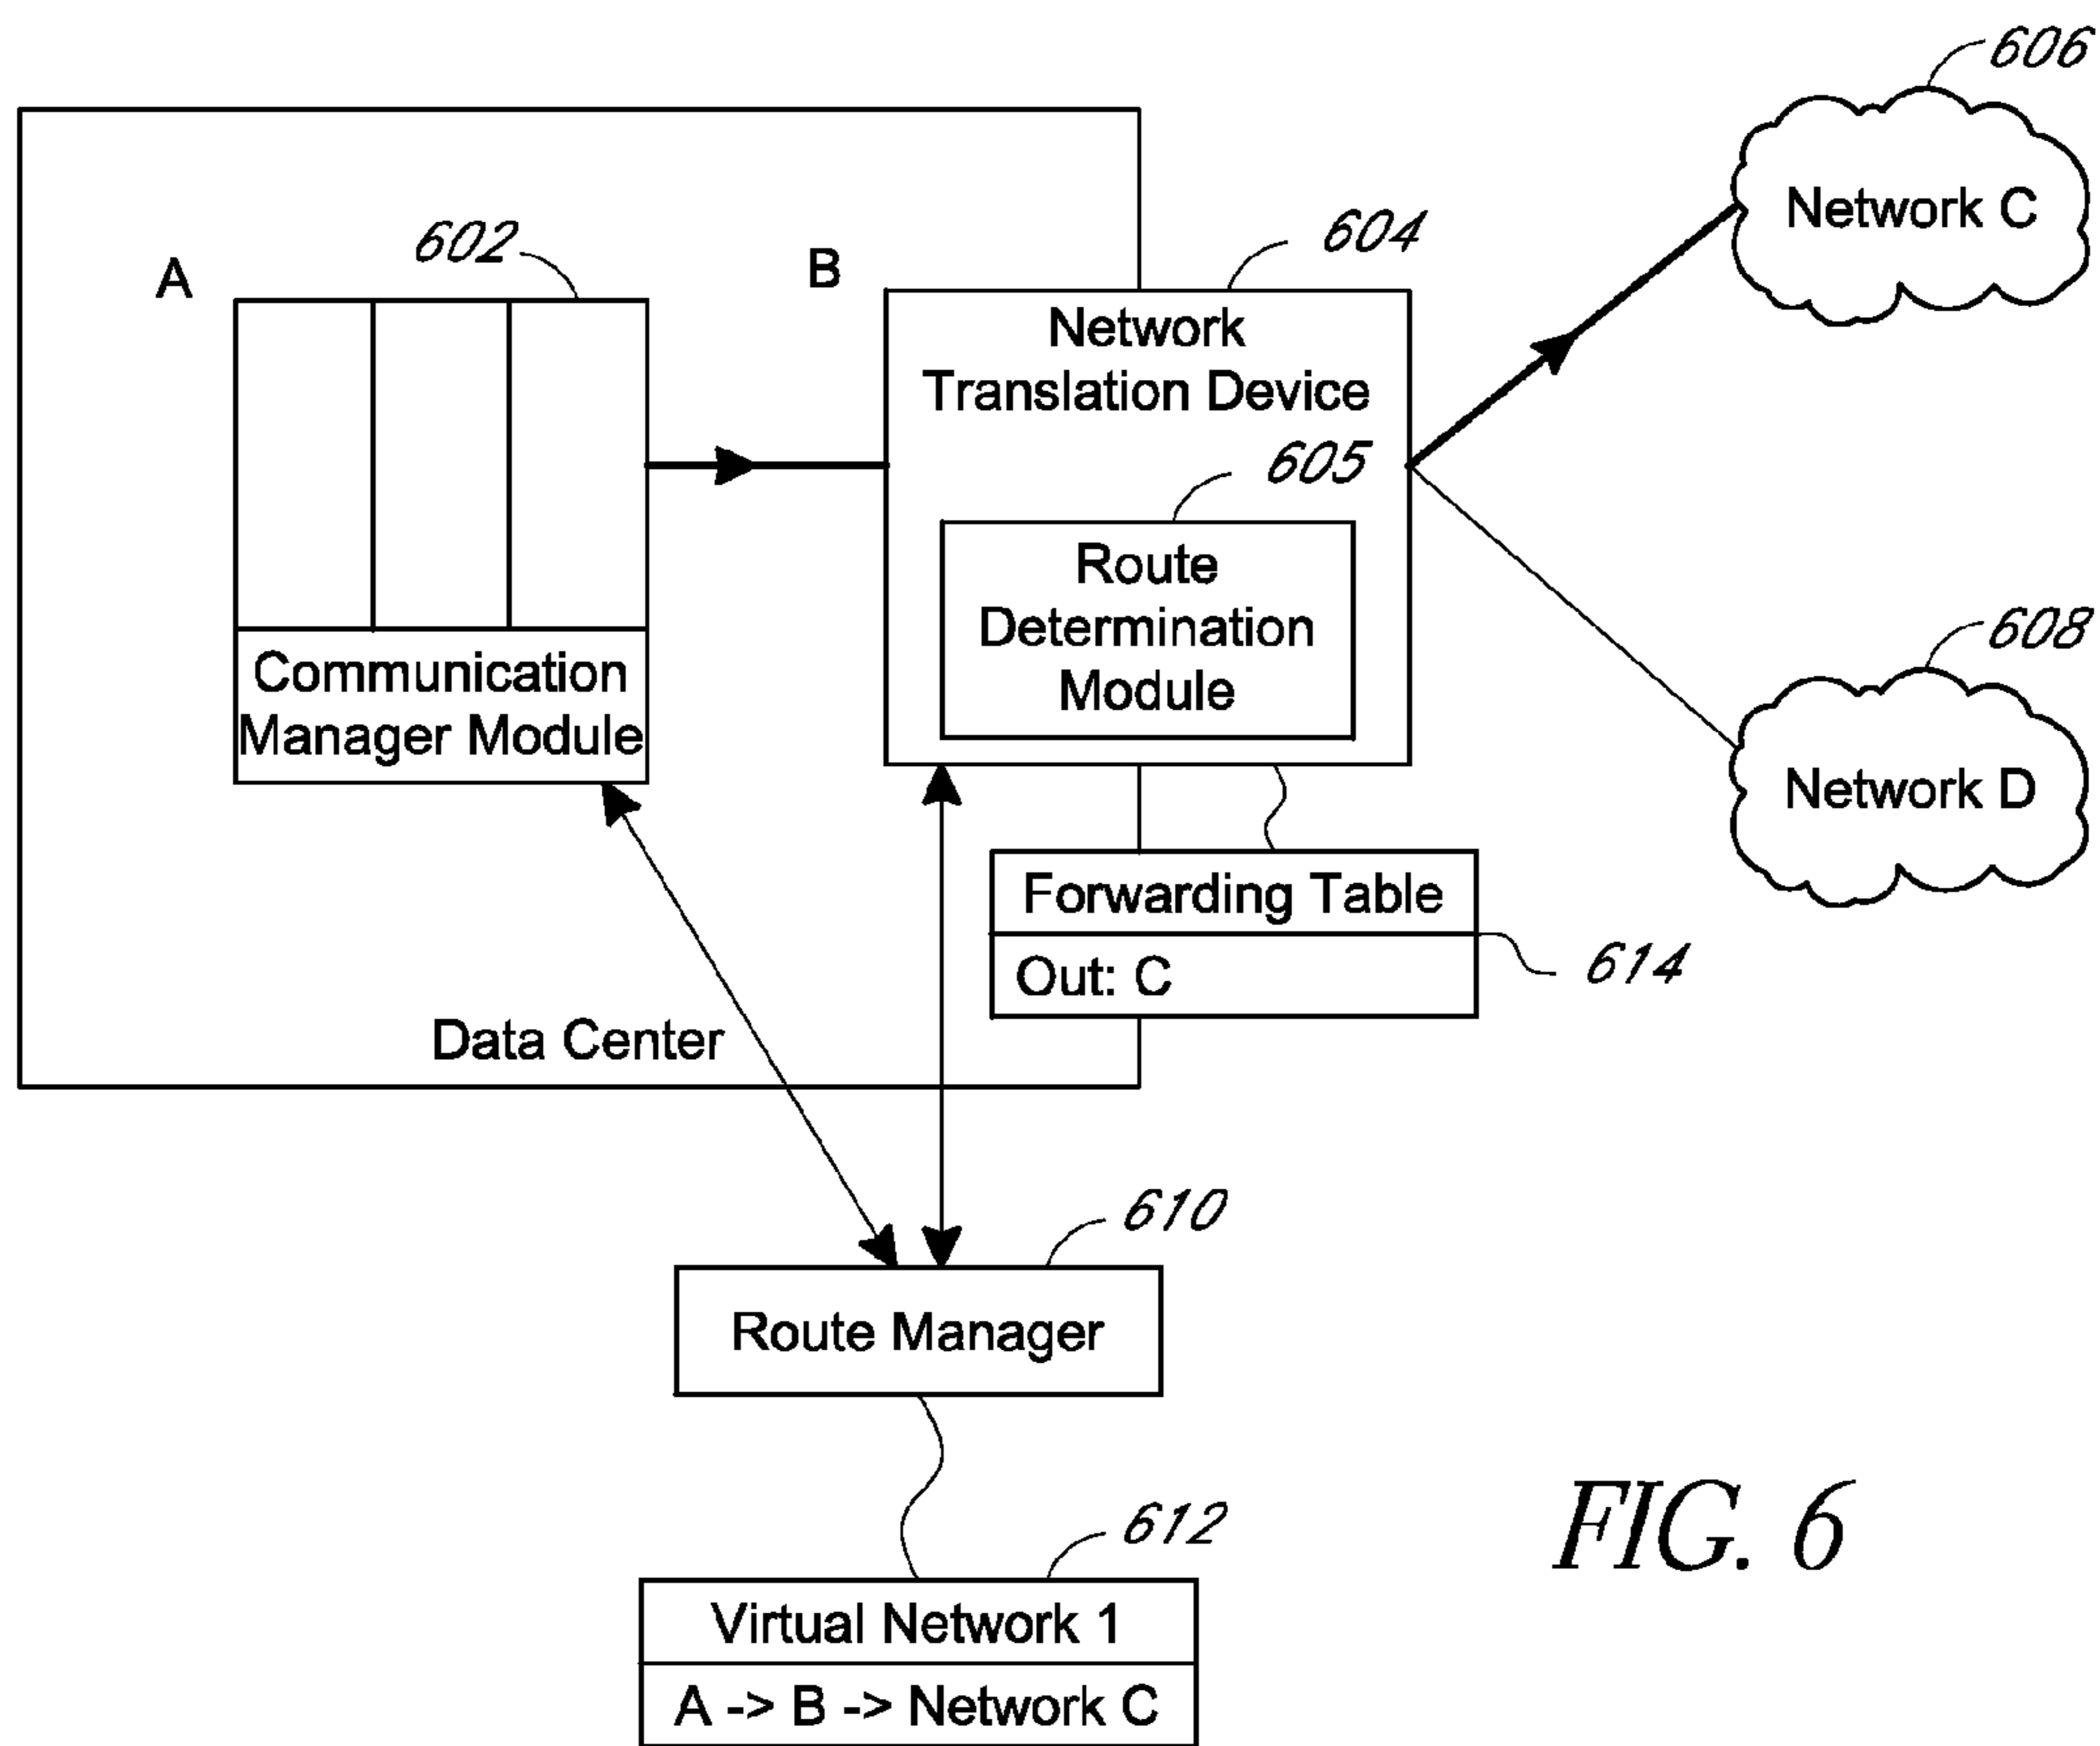 606
Network C
602
604
A
B
Network
Translation Device
605
Route
Determination
Module
Communication
Manager Module
608
Network D
Forwarding Table
Out: C
614
Data Center
610
Route Manager
612
Virtual Network 1
A -> B -> Network C
FIG. 6